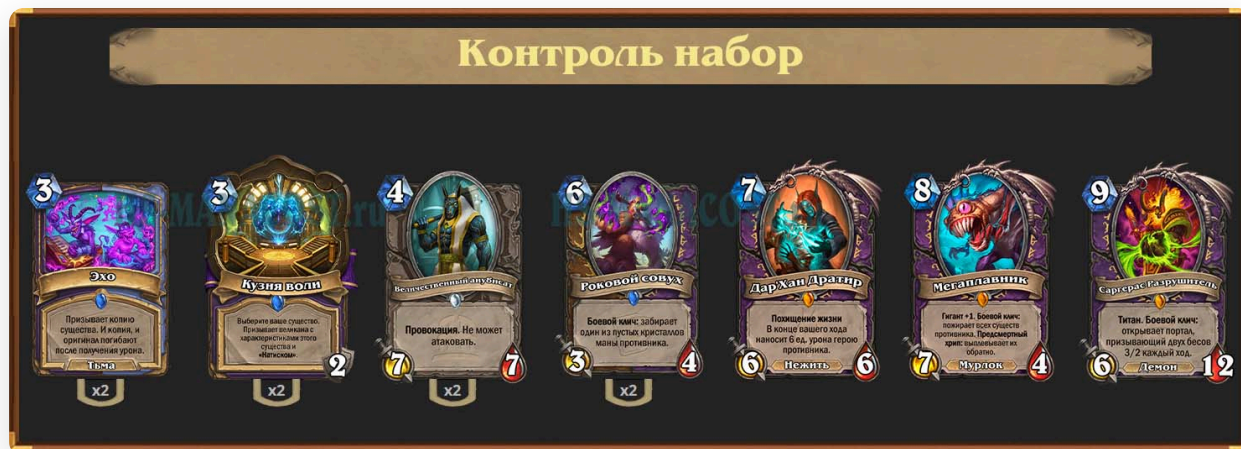 Контроль набор
3
Эхо
Призывает копию
существа. И копия, и
оригинал погибают
после получения урона.
Тьма
x2
3
Кузня воли
Выберите ваше существо.
Призывает великана с
характеристиками этого
существа и
«Натиском».
2
x2
4
Величественный анубисат
Провокация. Не может
атаковать.
7
7
x2
6
Роковой совух
Боевой клич: забирает
один из пустых кристаллов
маны противника.
3
4
x2
7
Дар'Хан Дратир
Похищение жизни
В конце вашего хода
наносит 6 ед. урона герою
противника.
6
Нежить
6
8
Мегаплавник
Гигант +1. Боевой клич:
пожирает всех существ
противника. Предсмертный
хрип: выплевывает их
обратно.
7
Мурлок
4
9
Саргерас Разрушитель
Титан. Боевой клич:
открывает портал,
призывающий двух бесов
3/2 каждый ход.
6
Демон
12